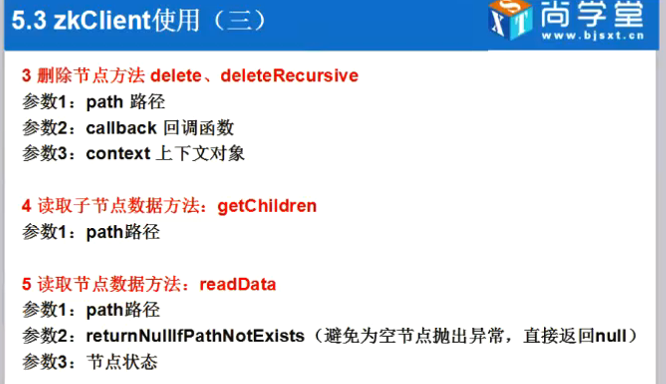 5.3 zkClient使用（三）
SXT
尚学堂
www.bjsxt.cn
3 删除节点方法 delete、deleteRecursive
参数1：path 路径
参数2：callback 回调函数
参数3：context 上下文对象
4 读取子节点数据方法：getChildren
参数1：path路径
5 读取节点数据方法：readData
参数1：path路径
参数2：returnNullIfPathNotExists（避免为空节点抛出异常，直接返回null）
参数3：节点状态